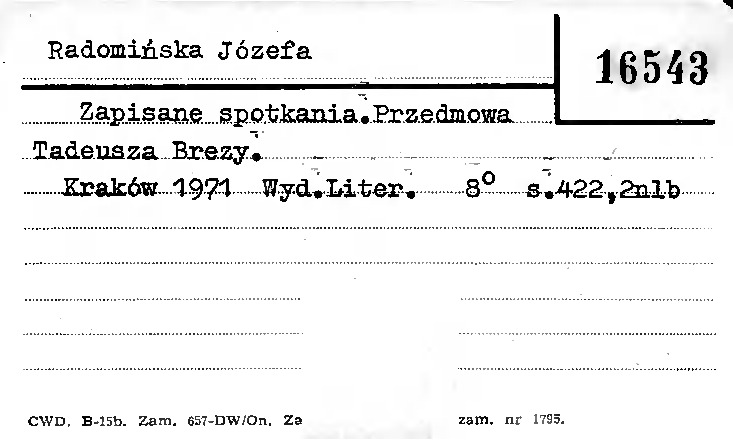 Radomińska Józefa
16543
Zapisane spotkania.Przedmowa
Tadeusza Brezy.
Kraków 1971 Wyd.Liter. 8° s.422,2nlb
CWD, B-15b. Zam. 657-DW/On, Za zam. nr 1795.